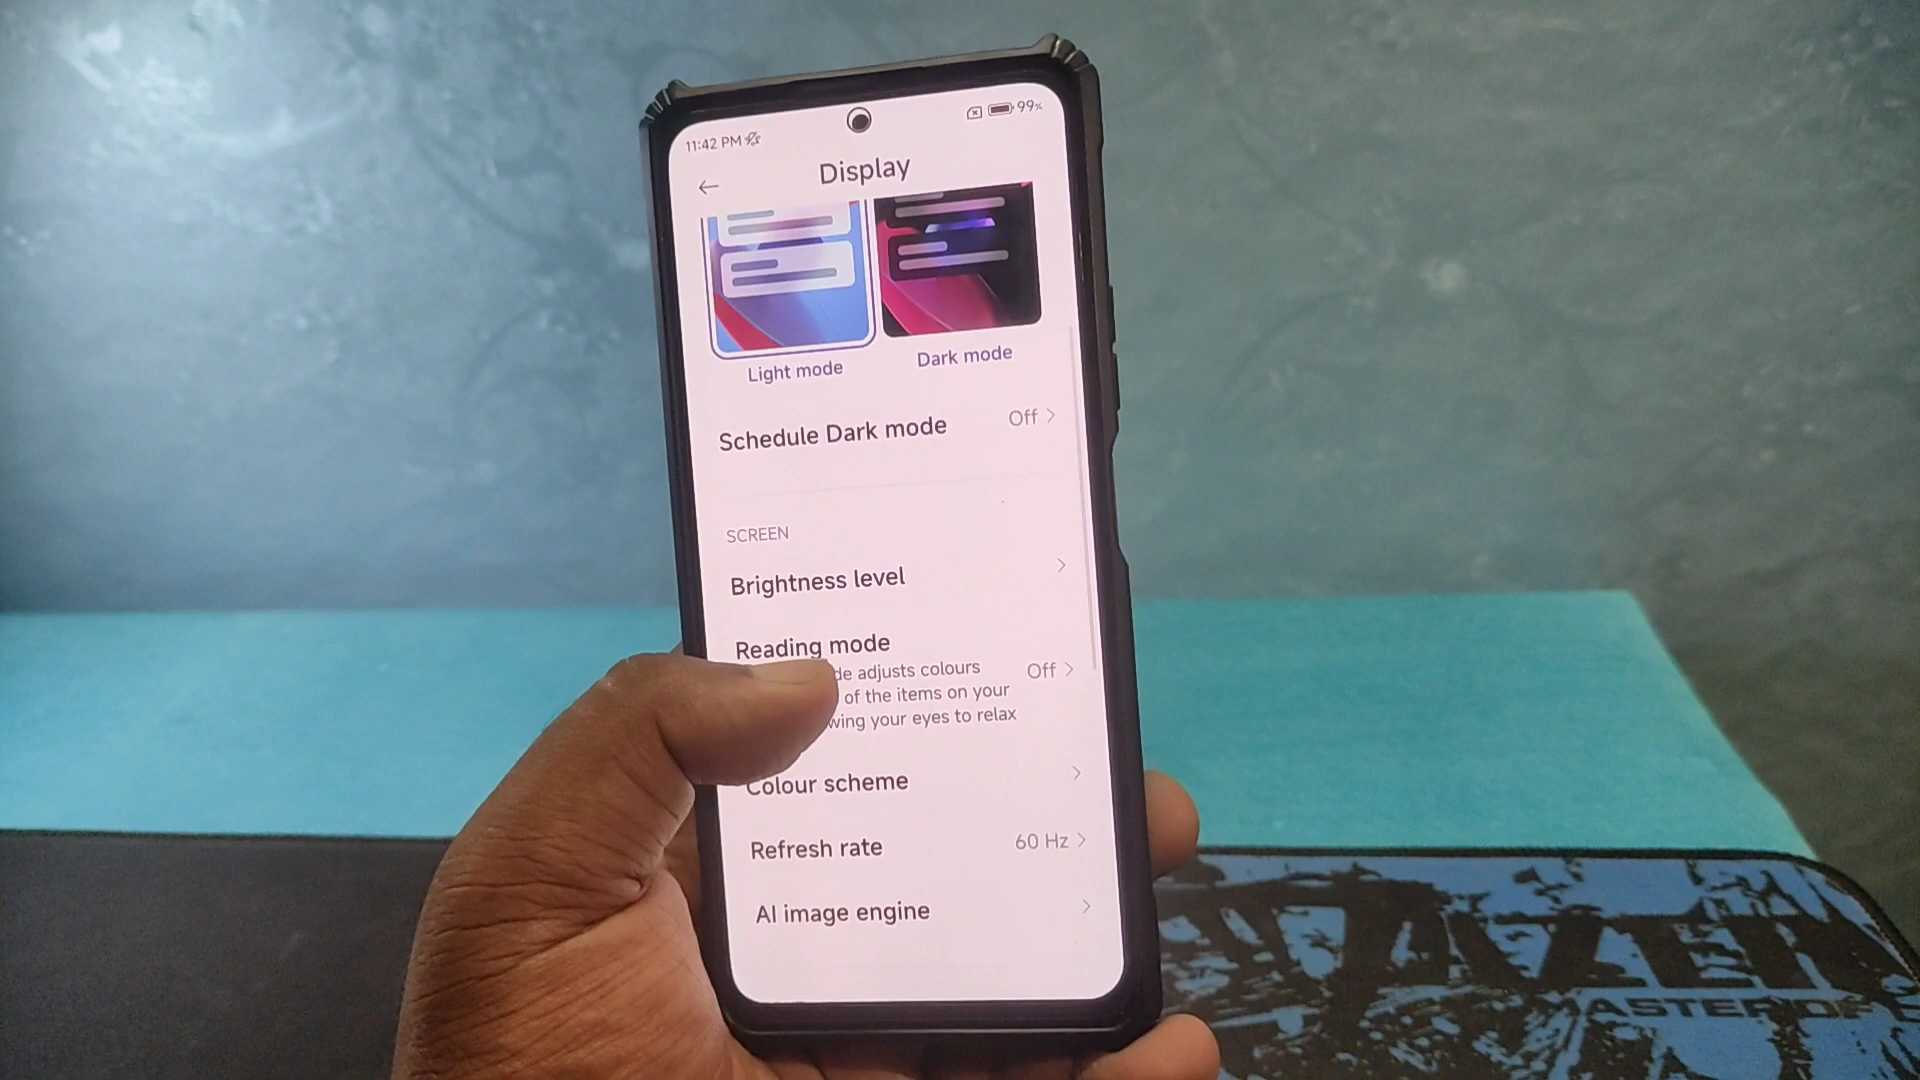 11:42 PM
99%
Display
Light mode
Dark mode
Schedule Dark mode
Off
SCREEN
Brightness level
Reading mode
adjusts colours
of the items on your
your eyes to relax
Off
Colour scheme
Refresh rate
60 Hz
AI image engine
MASTER OF